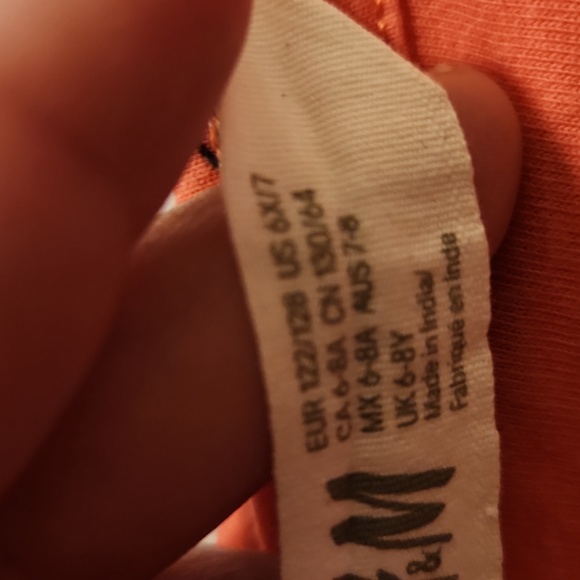 EUR 122/128 US 6X/7
CA 6-8A CN 130/64
MX 6-8A AUS 7-8
UK 6-8Y
Made in India/
Fabriqué en Inde
&M